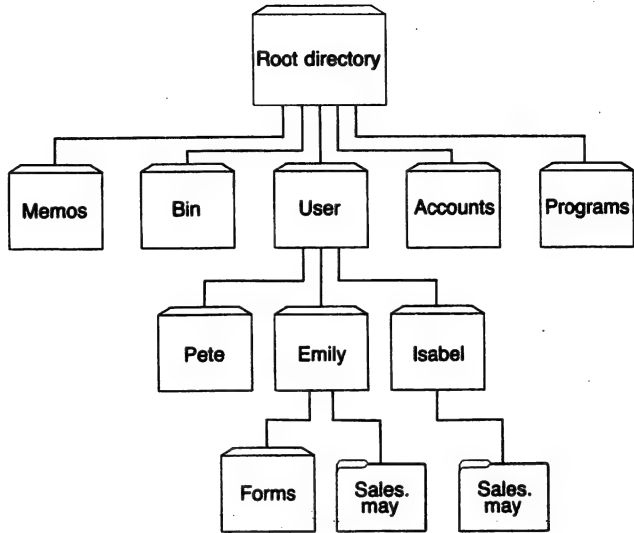 Root directory
Memos
Bin
User
Accounts
Programs
Pete
Emily
Isabel
Forms
Sales.
may
Sales.
may